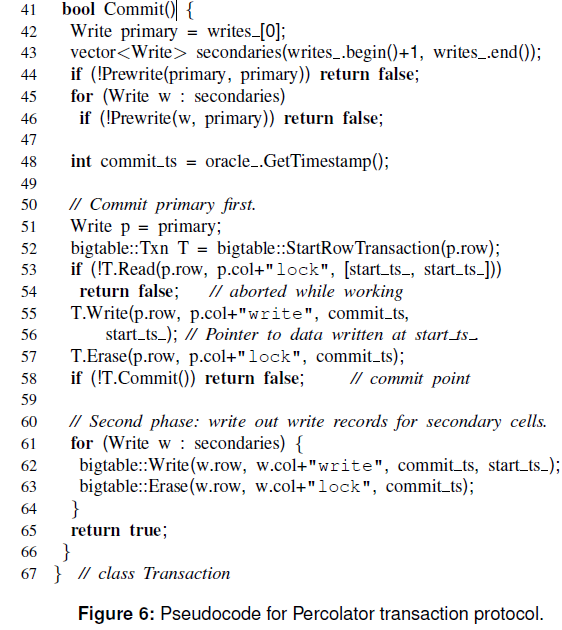 41 bool Commit() {
42 Write primary = writes_[0];
43 vector<Write> secondaries(writes_.begin()+1, writes_.end());
44 if (!Prewrite(primary, primary)) return false;
45 for (Write w : secondaries)
46 if (!Prewrite(w, primary)) return false;
47
48 int commit_ts = oracle_.GetTimestamp();
49
50 // Commit primary first.
51 Write p = primary;
52 bigtable::Txn T = bigtable::StartRowTransaction(p.row);
53 if (!T.Read(p.row, p.col+"lock", [start_ts_, start_ts_]))
54 return false; // aborted while working
55 T.Write(p.row, p.col+"write", commit_ts,
56 start_ts_); // Pointer to data written at start_ts_
57 T.Erase(p.row, p.col+"lock", commit_ts);
58 if (!T.Commit()) return false; // commit point
59
60 // Second phase: write out write records for secondary cells.
61 for (Write w : secondaries) {
62 bigtable::Write(w.row, w.col+"write", commit_ts, start_ts_);
63 bigtable::Erase(w.row, w.col+"lock", commit_ts);
64 }
65 return true;
66 }
67 } // class Transaction
Figure 6: Pseudocode for Percolator transaction protocol.